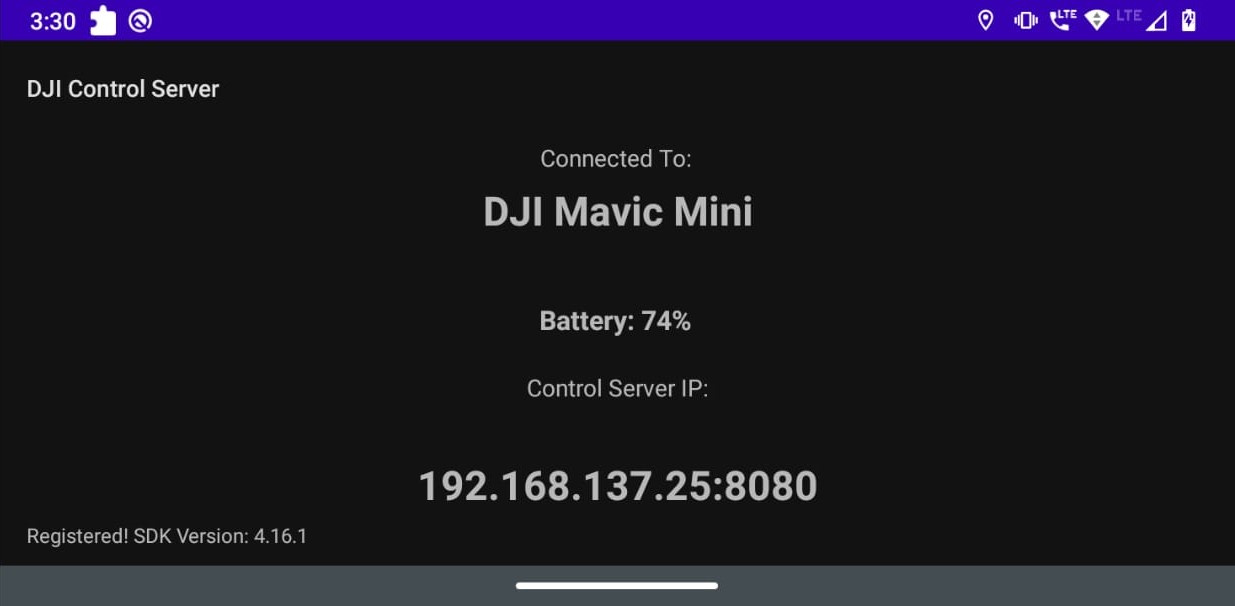 3:30
LTE
LTE
DJI Control Server
Connected To:
DJI Mavic Mini
Battery: 74%
Control Server IP:
192.168.137.25:8080
Registered! SDK Version: 4.16.1